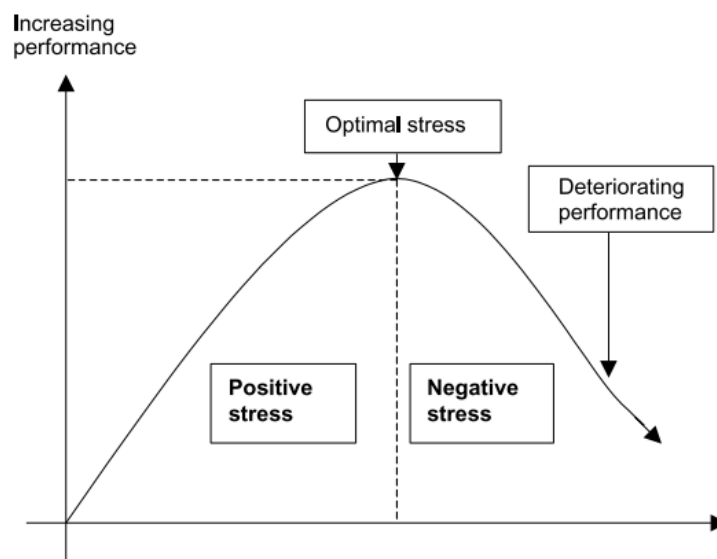 Increasing
performance
Optimal stress
Deteriorating
performance
Positive
stress
Negative
stress